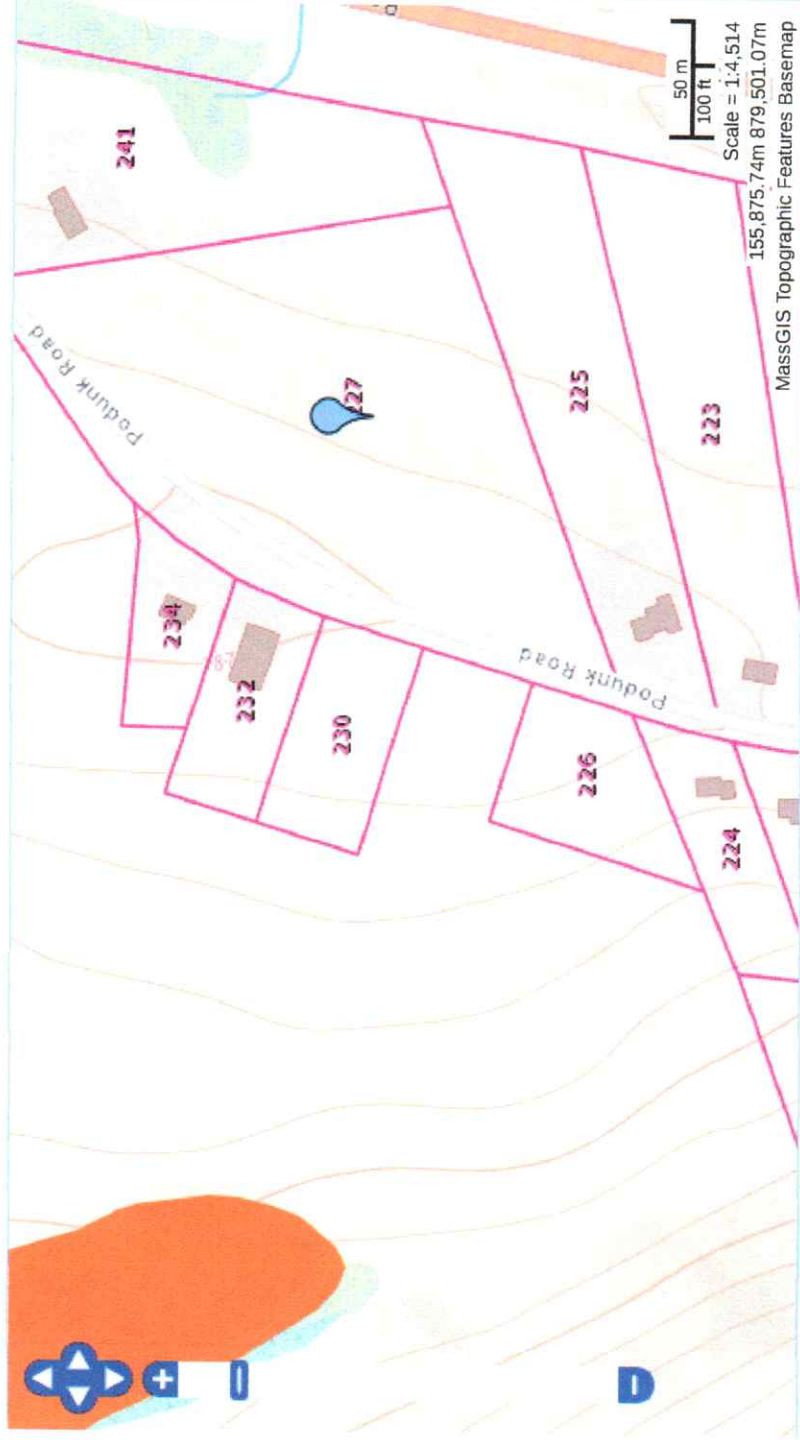 241
Podunk Road
227
225
223
234
232
230
226
224
Podunk Road
50 m
100 ft
Scale = 1:4,514
155,875.74m 879,501.07m
MassGIS Topographic Features Basemap